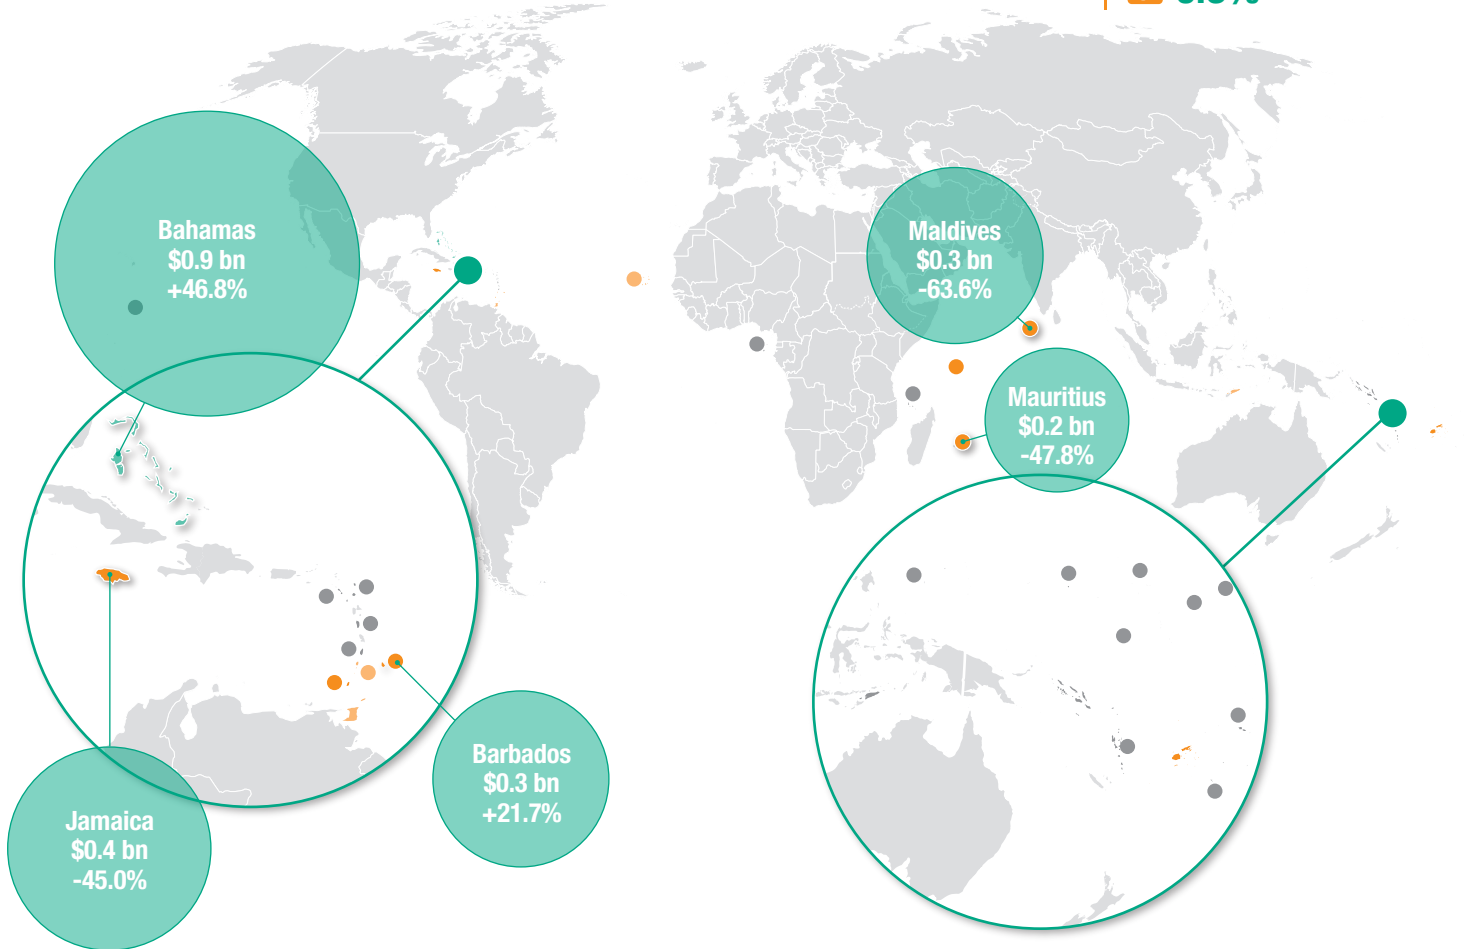 Bahamas
$0.9 bn
+46.8%
Maldives
$0.3 bn
-63.6%
Mauritius
$0.2 bn
-47.8%
Barbados
$0.3 bn
+21.7%
Jamaica
$0.4 bn
-45.0%